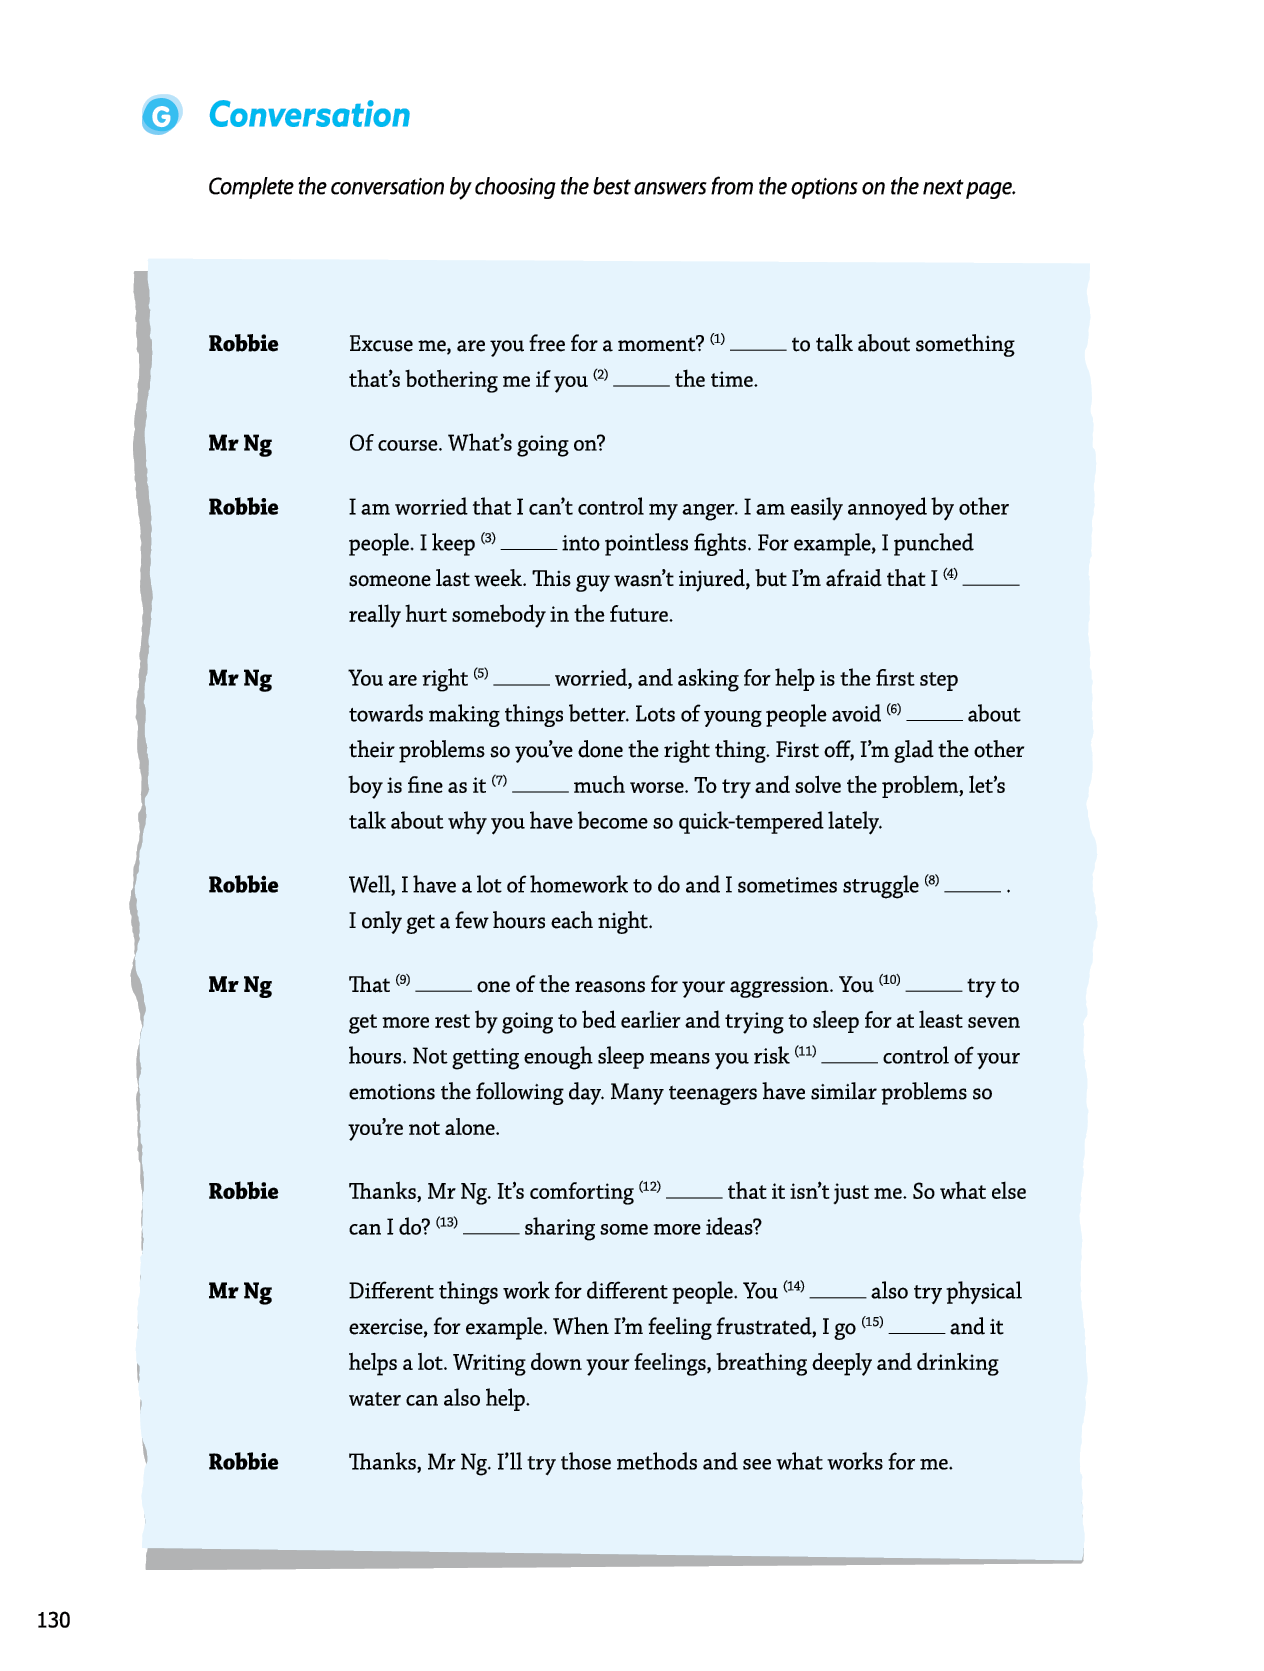 G Conversation
Complete the conversation by choosing the best answers from the options on the next page.
Robbie Excuse me, are you free for a moment? (1) _____ to talk about something
that’s bothering me if you (2) _____ the time.
Mr Ng Of course. What’s going on?
Robbie I am worried that I can’t control my anger. I am easily annoyed by other
people. I keep (3) _____ into pointless fights. For example, I punched
someone last week. This guy wasn’t injured, but I’m afraid that I (4) _____
really hurt somebody in the future.
Mr Ng You are right (5) _____ worried, and asking for help is the first step
towards making things better. Lots of young people avoid (6) _____ about
their problems so you’ve done the right thing. First off, I’m glad the other
boy is fine as it (7) _____ much worse. To try and solve the problem, let’s
talk about why you have become so quick-tempered lately.
Robbie Well, I have a lot of homework to do and I sometimes struggle (8) _____ .
I only get a few hours each night.
Mr Ng That (9) _____ one of the reasons for your aggression. You (10) _____ try to
get more rest by going to bed earlier and trying to sleep for at least seven
hours. Not getting enough sleep means you risk (11) _____ control of your
emotions the following day. Many teenagers have similar problems so
you’re not alone.
Robbie Thanks, Mr Ng. It’s comforting (12) _____ that it isn’t just me. So what else
can I do? (13) _____ sharing some more ideas?
Mr Ng Different things work for different people. You (14) _____ also try physical
exercise, for example. When I’m feeling frustrated, I go (15) _____ and it
helps a lot. Writing down your feelings, breathing deeply and drinking
water can also help.
Robbie Thanks, Mr Ng. I’ll try those methods and see what works for me.
130